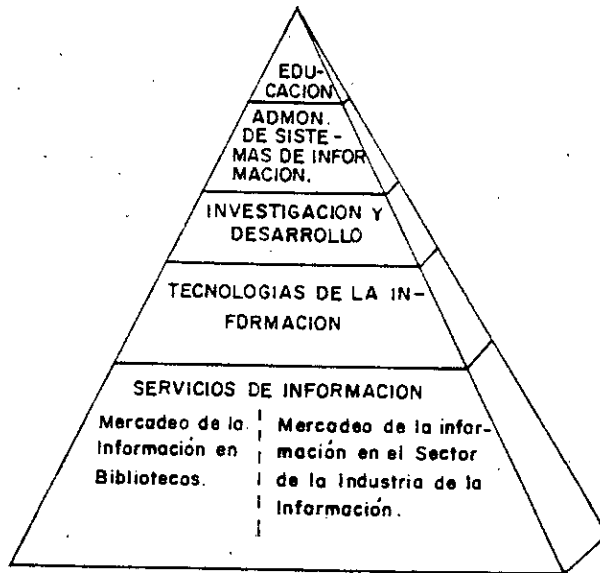 EDU-
CACION
ADMON.
DE SISTE-
MAS DE INFOR
MACION.
INVESTIGACION Y
DESARROLLO
TECNOLOGIAS DE LA IN-
FORMACION
SERVICIOS DE INFORMACION
Mercadeo de la
Información en
Bibliotecos.
Mercadeo de la infor-
mación en el Sector
de la Industria de la
Información.